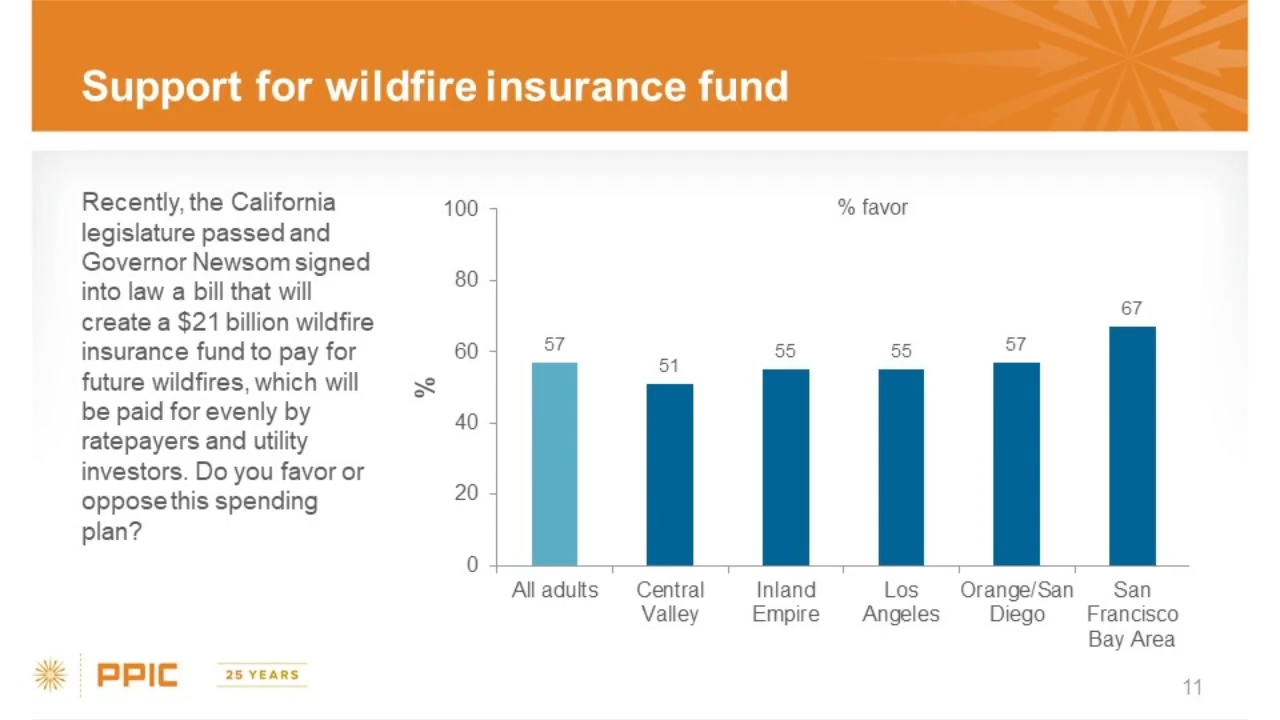 Support for wildfire insurance fund
Recently, the California
legislature passed and
Governor Newsom signed
into law a bill that will
create a $21 billion wildfire
insurance fund to pay for
future wildfires, which will
be paid for evenly by
ratepayers and utility
investors. Do you favor or
oppose this spending
plan?
% favor
%
100
80
60
40
20
0
57
51
55
55
57
67
All adults
Central
Valley
Inland
Empire
Los
Angeles
Orange/San
Diego
San
Francisco
Bay Area
PPIC
25 YEARS
11